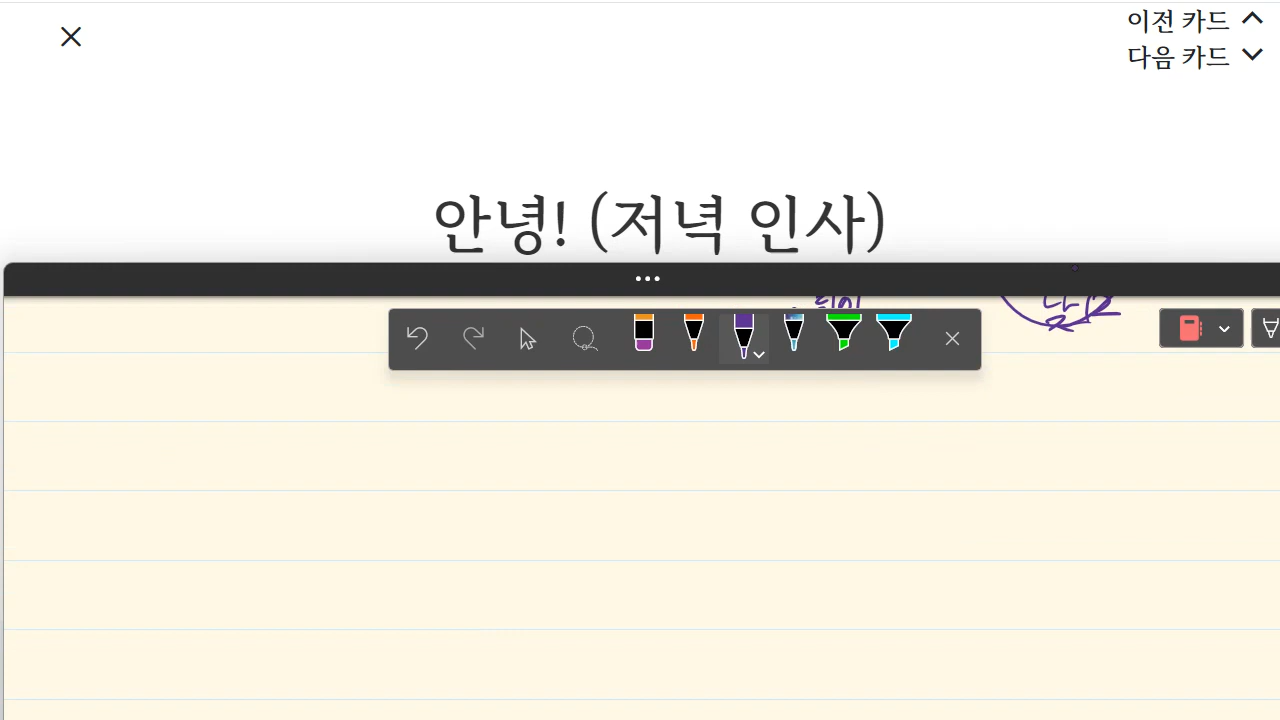 이전 카드
다음 카드
안녕! (저녁 인사)